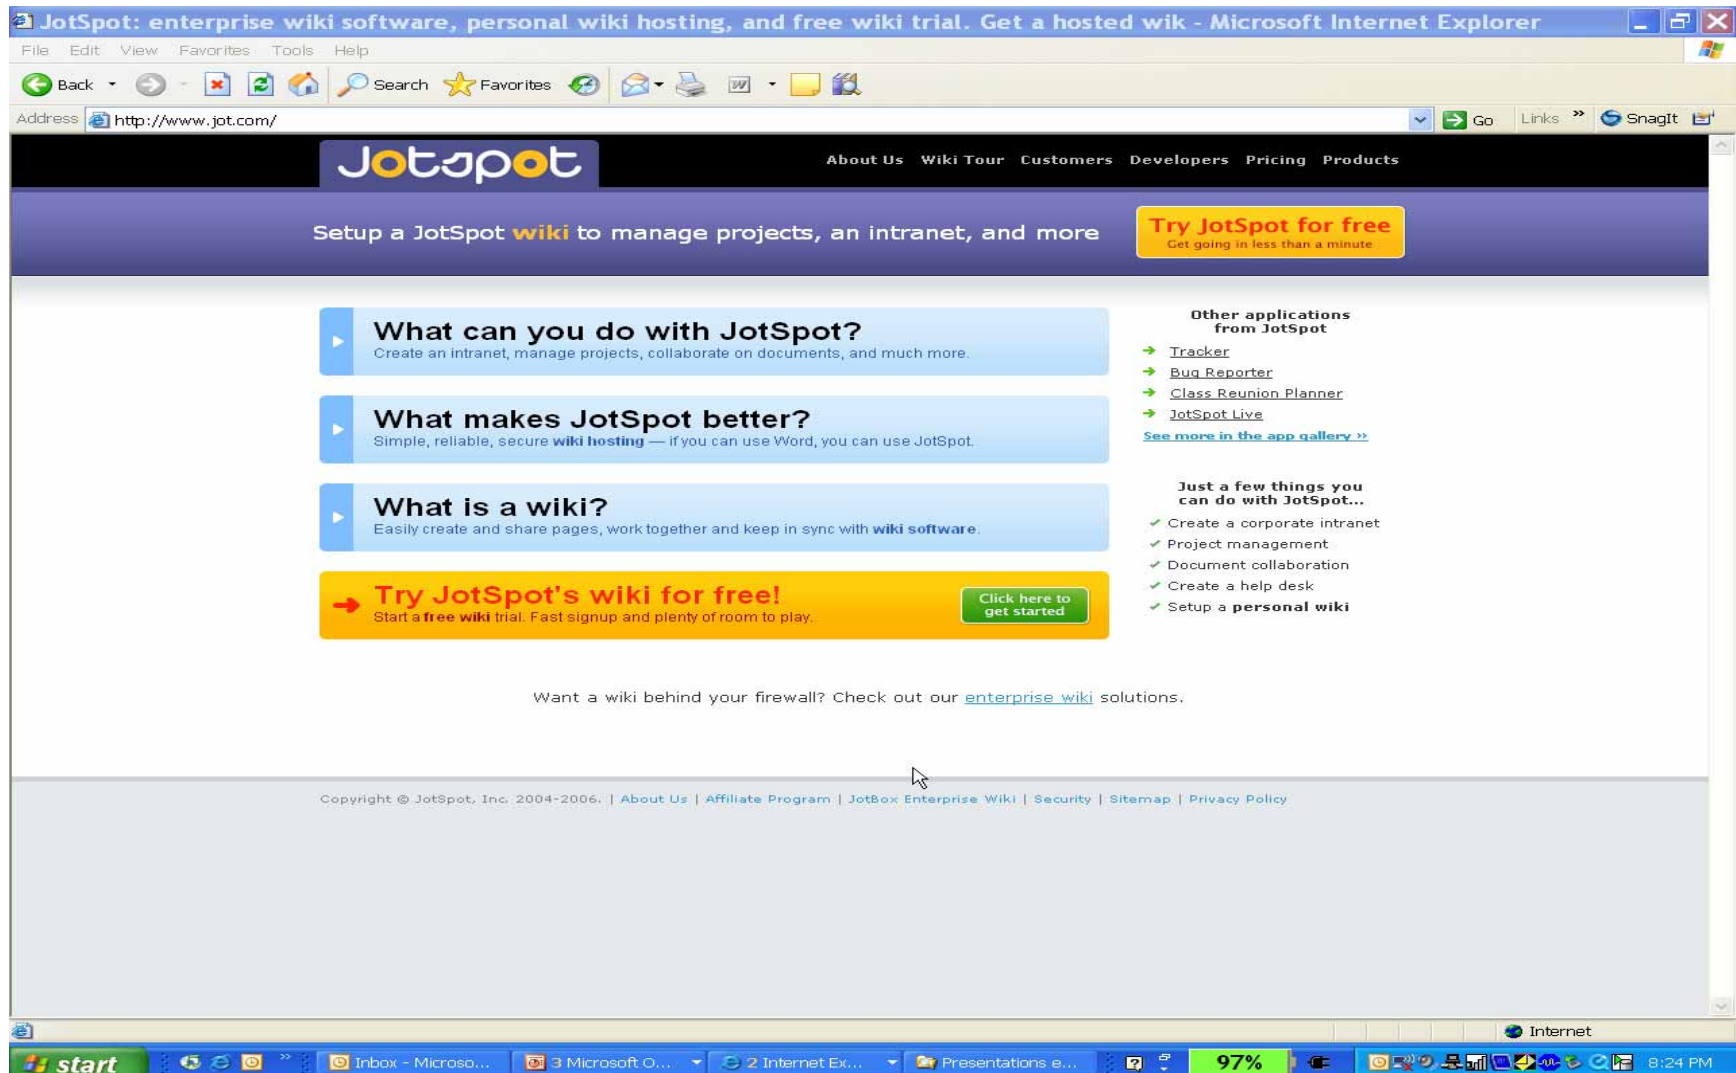 JotSpot: enterprise wiki software, personal wiki hosting, and free wiki trial. Get a hosted wik - Microsoft Internet Explorer
File Edit View Favorites Tools Help
Back Search Favorites
Address http://www.jot.com/ Go Links » SnagIt
Jotspot
About Us Wiki Tour Customers Developers Pricing Products
Setup a JotSpot wiki to manage projects, an intranet, and more
Try JotSpot for free
Get going in less than a minute
What can you do with JotSpot?
Create an intranet, manage projects, collaborate on documents, and much more.
What makes JotSpot better?
Simple, reliable, secure wiki hosting — if you can use Word, you can use JotSpot.
What is a wiki?
Easily create and share pages, work together and keep in sync with wiki software.
Try JotSpot's wiki for free!
Start a free wiki trial. Fast signup and plenty of room to play.
Click here to
get started
Other applications
from JotSpot
Tracker
Bug Reporter
Class Reunion Planner
JotSpot Live
See more in the app gallery »
Just a few things you
can do with JotSpot...
Create a corporate intranet
Project management
Document collaboration
Create a help desk
Setup a personal wiki
Want a wiki behind your firewall? Check out our enterprise wiki solutions.
Copyright © JotSpot, Inc. 2004-2006. | About Us | Affiliate Program | JotBox Enterprise Wiki | Security | Sitemap | Privacy Policy
Internet
start » Inbox - Microso... 3 Microsoft O... 2 Internet Ex... Presentations e... 97% 8:24 PM